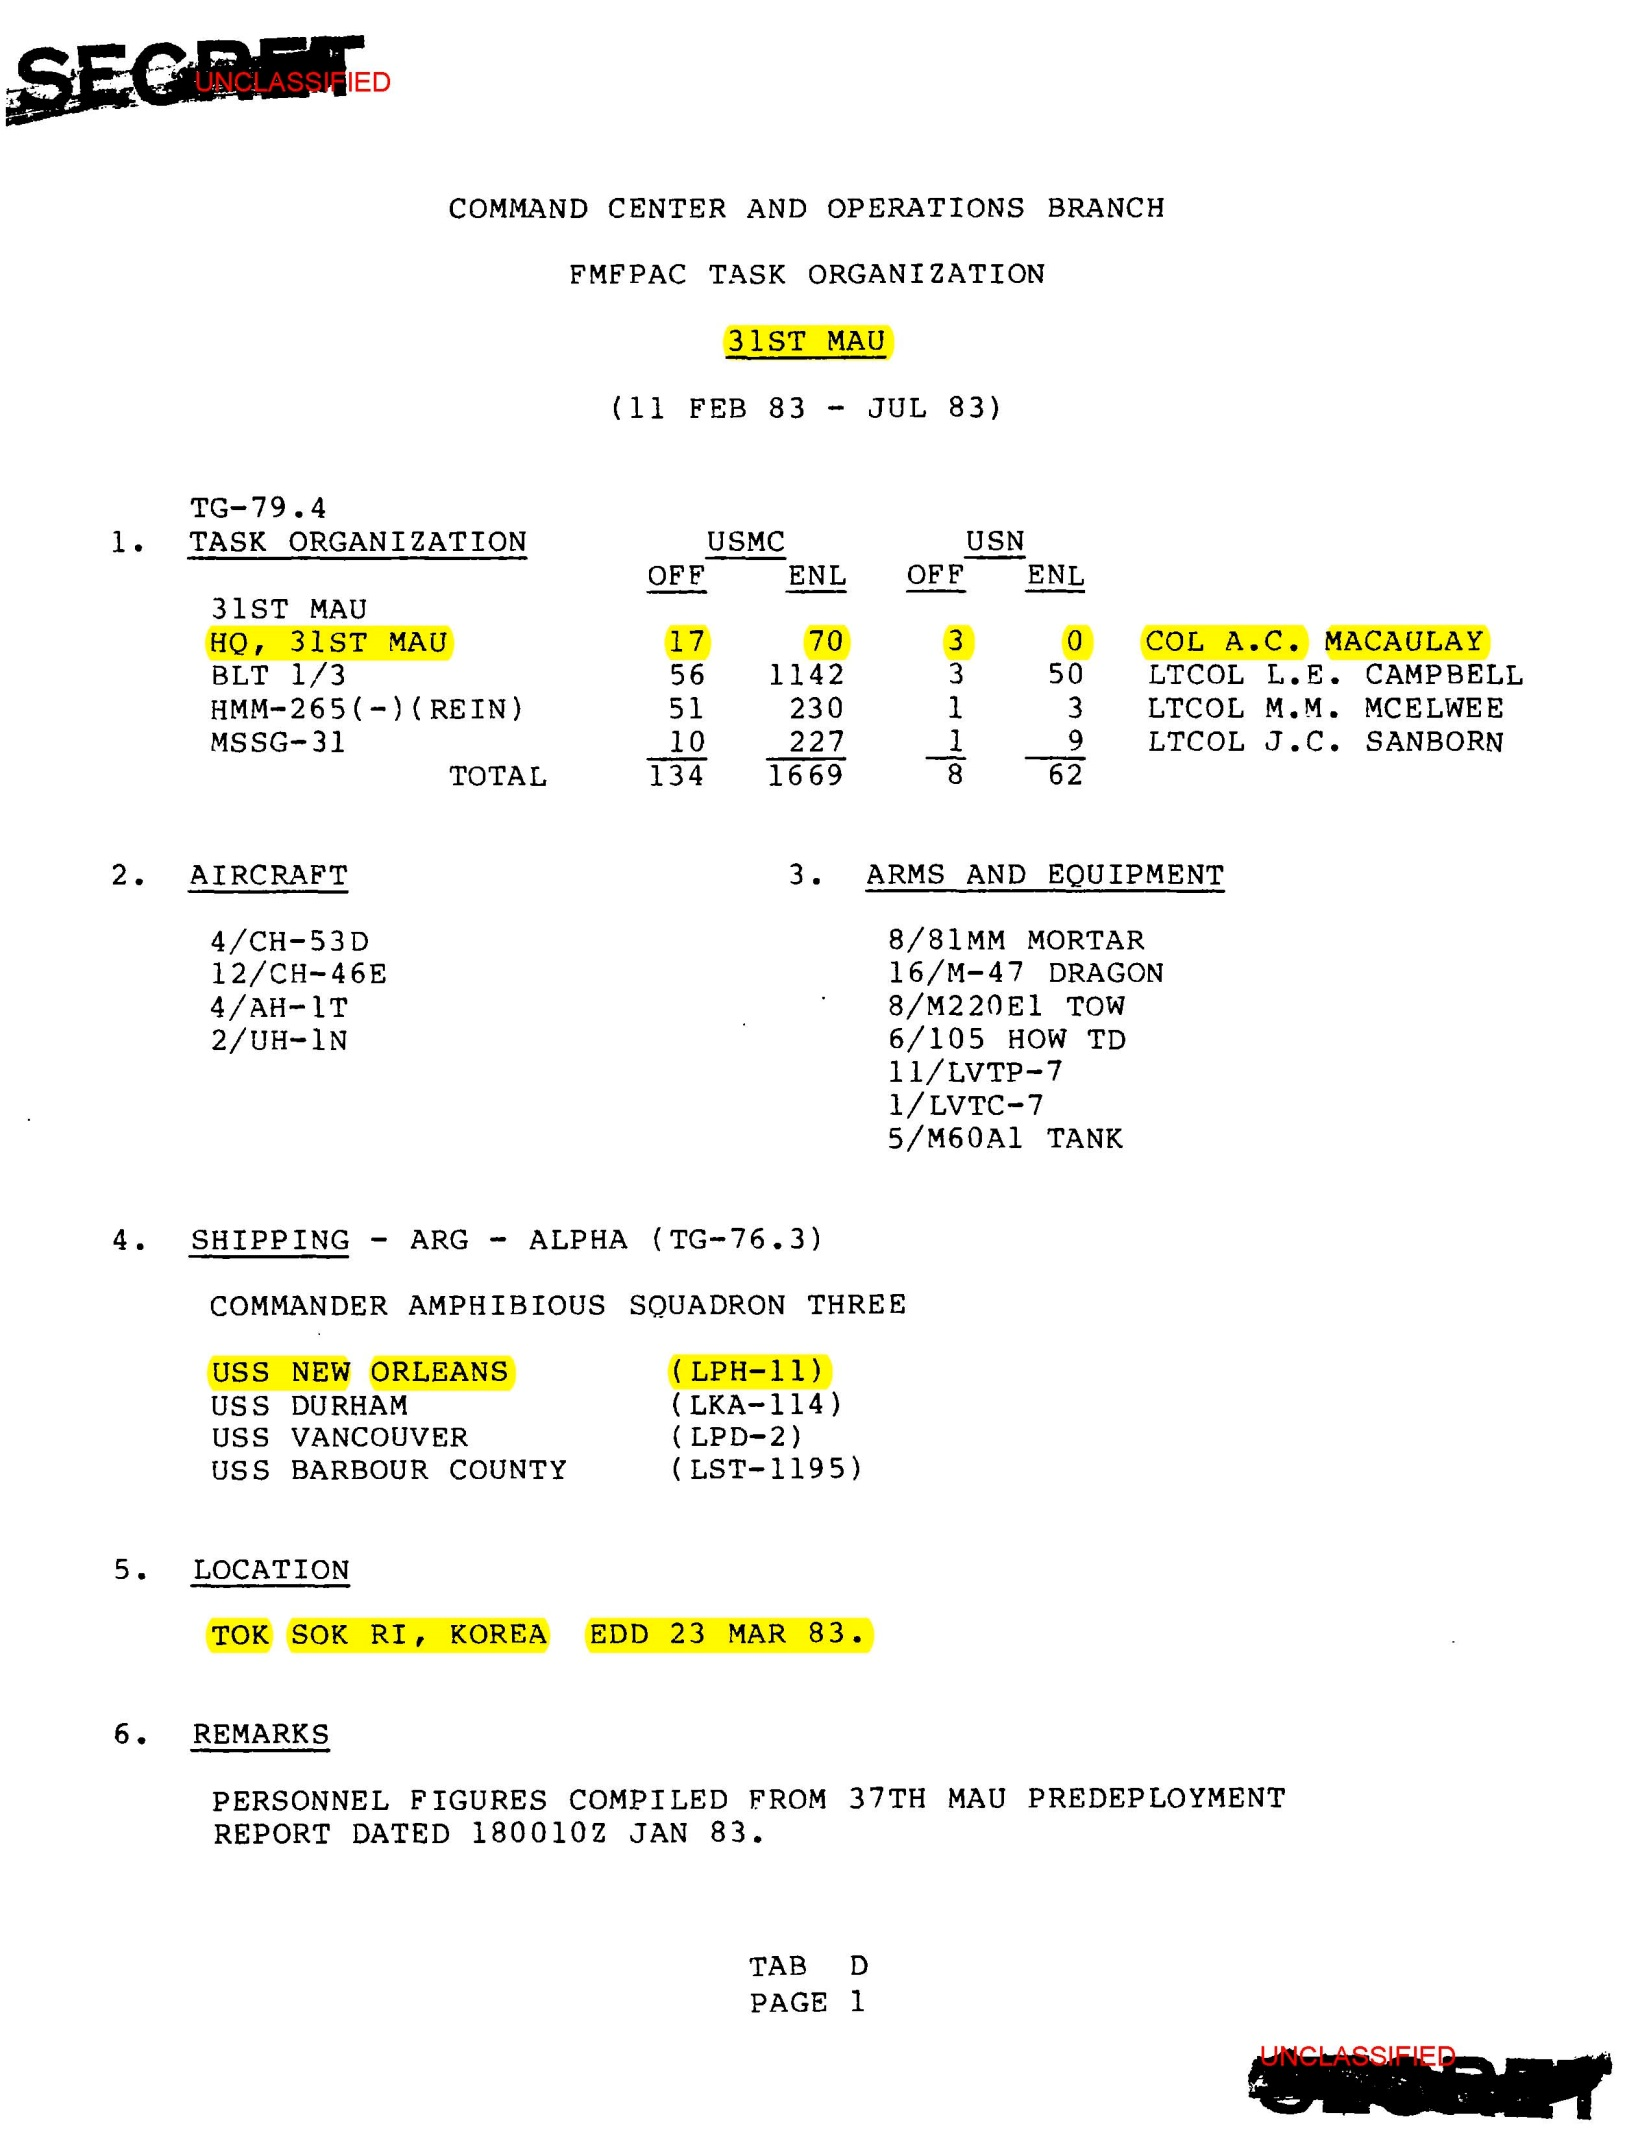 SECRET
UNCLASSIFIED
COMMAND CENTER AND OPERATIONS BRANCH
FMFPAC TASK ORGANIZATION
31ST MAU
(11 FEB 83 - JUL 83)
TG-79.4
1. TASK ORGANIZATION USMC USN
OFF ENL OFF ENL
31ST MAU
HQ, 31ST MAU 17 70 3 0 COL A.C. MACAULAY
BLT 1/3 56 1142 3 50 LTCOL L.E. CAMPBELL
HMM-265(-)(REIN) 51 230 1 3 LTCOL M.M. MCELWEE
MSSG-31 10 227 1 9 LTCOL J.C. SANBORN
TOTAL 134 1669 8 62
2. AIRCRAFT 3. ARMS AND EQUIPMENT
4/CH-53D 8/81MM MORTAR
12/CH-46E 16/M-47 DRAGON
4/AH-1T 8/M220E1 TOW
2/UH-1N 6/105 HOW TD
11/LVTP-7
1/LVTC-7
5/M60A1 TANK
4. SHIPPING - ARG - ALPHA (TG-76.3)
COMMANDER AMPHIBIOUS SQUADRON THREE
USS NEW ORLEANS (LPH-11)
USS DURHAM (LKA-114)
USS VANCOUVER (LPD-2)
USS BARBOUR COUNTY (LST-1195)
5. LOCATION
TOK SOK RI, KOREA EDD 23 MAR 83.
6. REMARKS
PERSONNEL FIGURES COMPILED FROM 37TH MAU PREDEPLOYMENT
REPORT DATED 180010Z JAN 83.
TAB D
PAGE 1
UNCLASSIFIED
SECRET